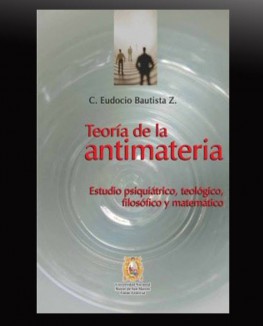 C. Eudocio Bautista Z.
Teoría de la
antimateria
Estudio psiquiátrico, teológico,
filosófico y matemático